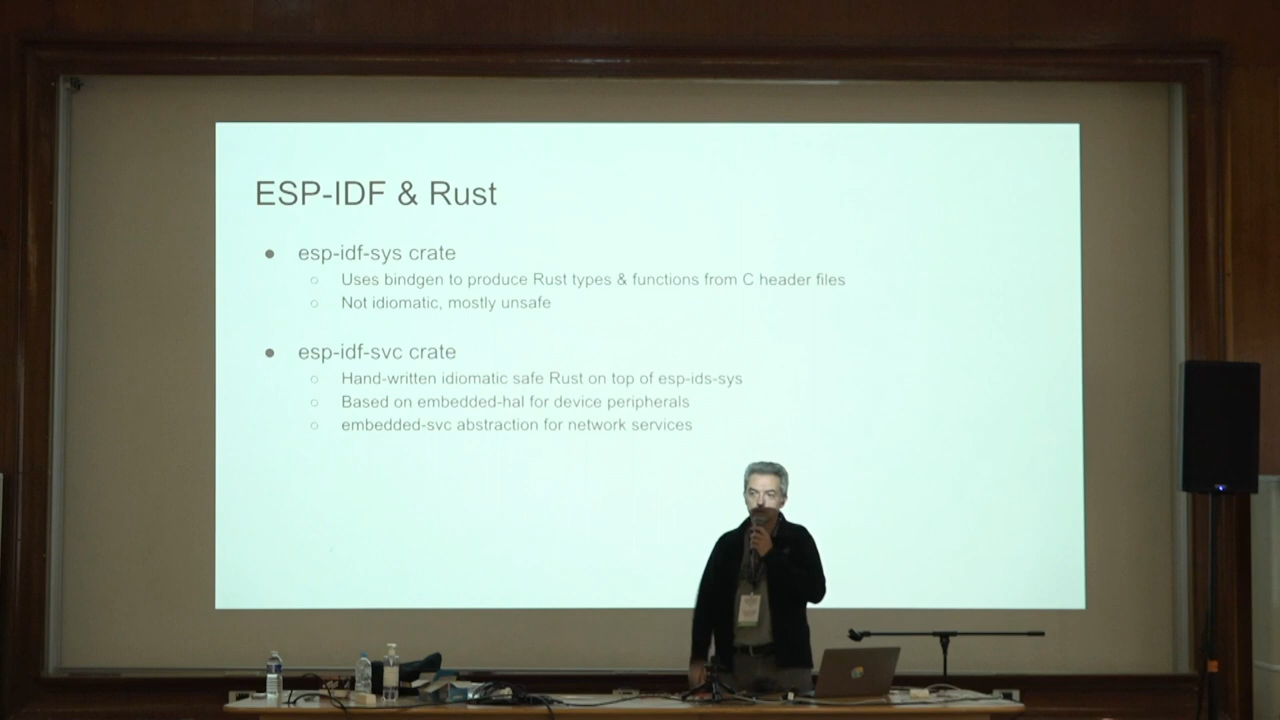 ESP-IDF & Rust
● esp-idf-sys crate
○ Uses bindgen to produce Rust types & functions from C header files
○ Not idiomatic, mostly unsafe
● esp-idf-svc crate
○ Hand-written idiomatic safe Rust on top of esp-ids-sys
○ Based on embedded-hal for device peripherals
○ embedded-svc abstraction for network services